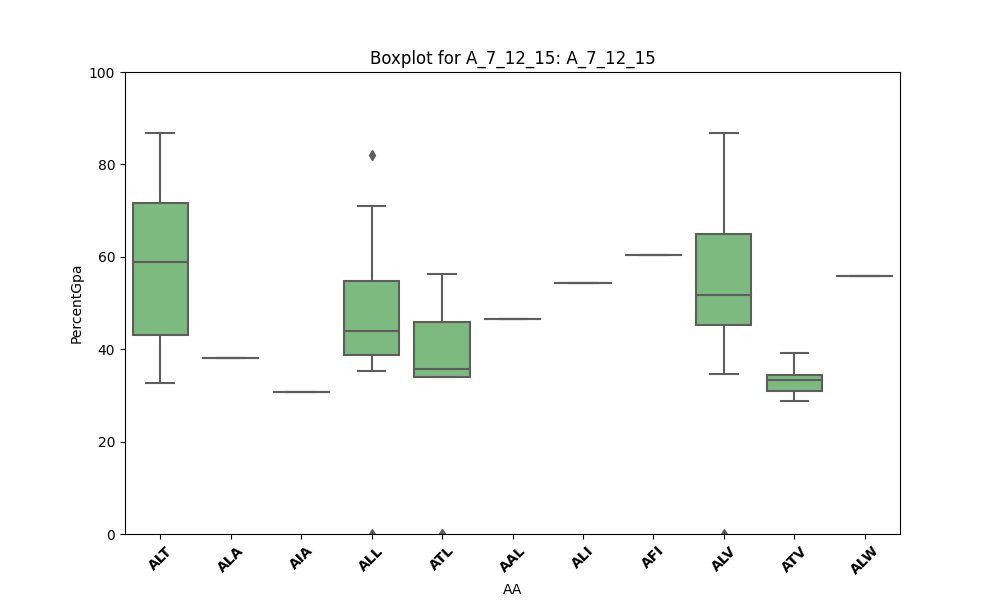 Boxplot for A_7_12_15: A_7_12_15
100
80
60
40
20
0
PercentGpa
ALT ALA AIA ALL ATL AAL ALI AFI ALV ATV ALW
AA